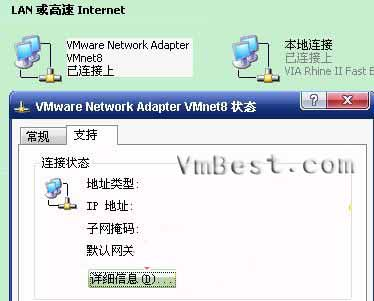 LAN 或高速 Internet
VMware Network Adapter
VMnet8
已连接上
本地连接
已连接上
VIA Rhine II Fast E
VMware Network Adapter VMnet8 状态
常规
支持
连接状态
VmBest.com
地址类型:
IP 地址:
子网掩码:
默认网关
详细信息(D)...